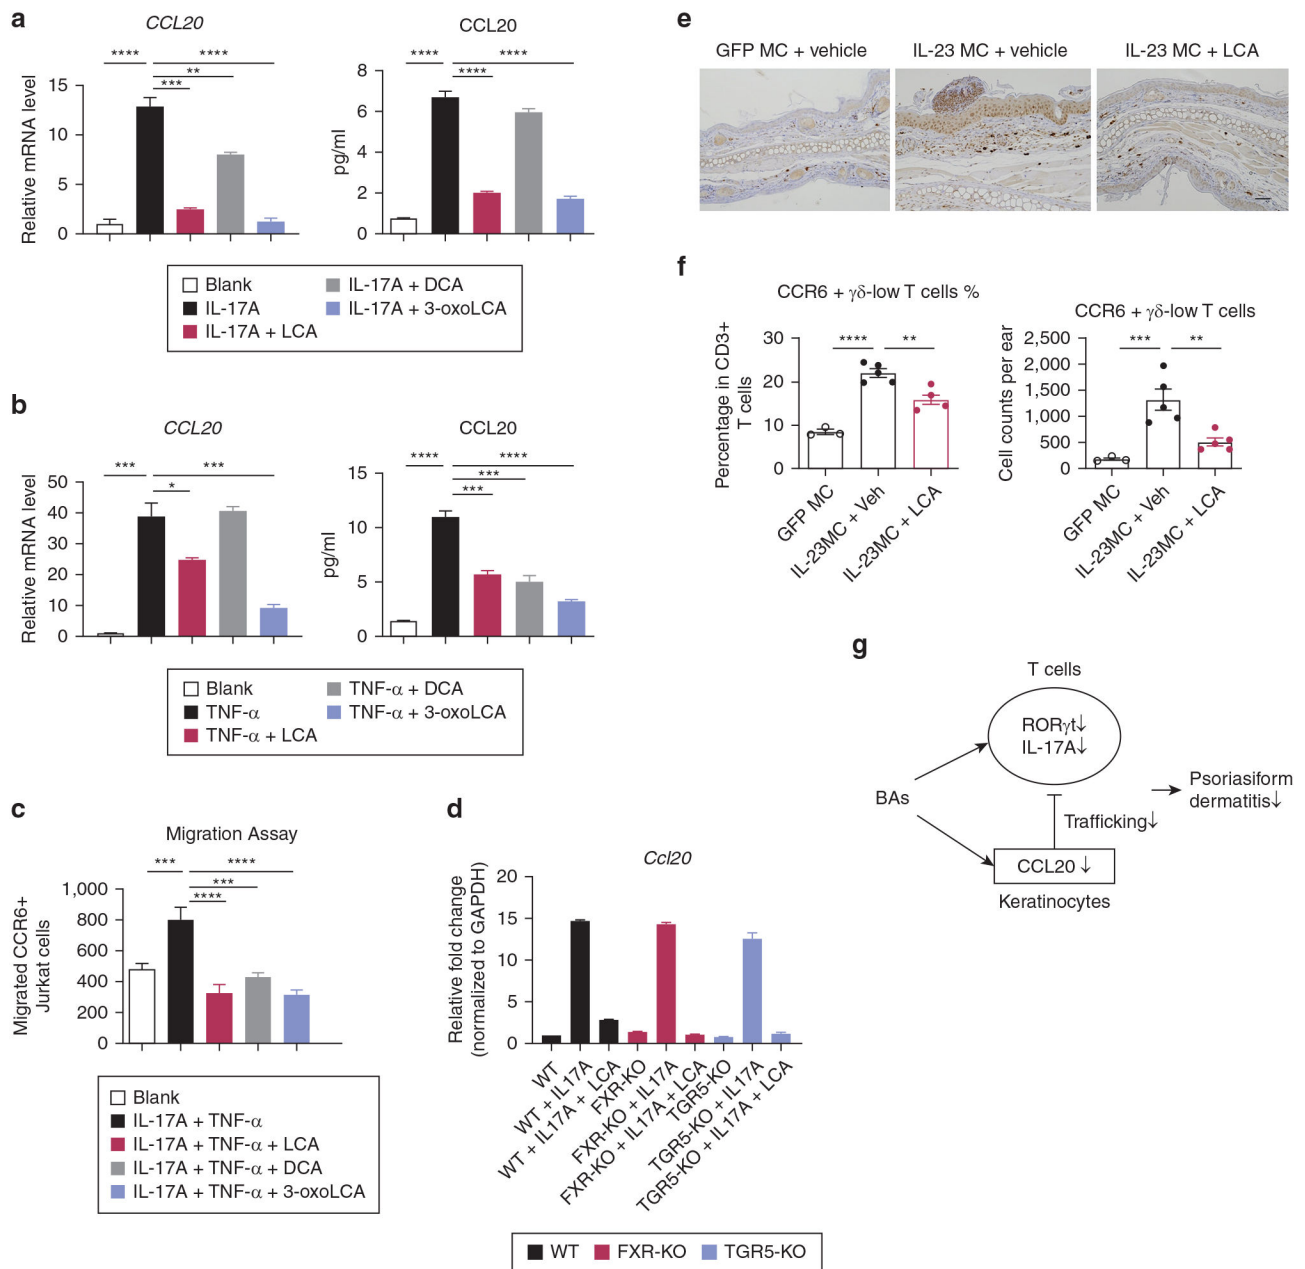 a
CCL20
****
****
**
***
Relative mRNA level
15
10
5
0
CCL20
****
****
****
pg/ml
8
6
4
2
0
Blank
IL-17A
IL-17A + LCA
IL-17A + DCA
IL-17A + 3-oxoLCA
b
CCL20
***
***
*
Relative mRNA level
50
40
30
20
10
0
CCL20
****
****
***
***
pg/ml
15
10
5
0
Blank
TNF-α
TNF-α + LCA
TNF-α + DCA
TNF-α + 3-oxoLCA
c
Migration Assay
***
****
***
****
Migrated CCR6+
Jurkat cells
1,000
800
600
400
200
0
Blank
IL-17A + TNF-α
IL-17A + TNF-α + LCA
IL-17A + TNF-α + DCA
IL-17A + TNF-α + 3-oxoLCA
d
Ccl20
Relative fold change
(normalized to GAPDH)
20
15
10
5
0
WT
WT + IL17A
WT + IL17A + LCA
FXR-KO
FXR-KO + IL17A
FXR-KO + IL17A + LCA
TGR5-KO
TGR5-KO + IL17A
TGR5-KO + IL17A + LCA
WT
FXR-KO
TGR5-KO
e
GFP MC + vehicle
IL-23 MC + vehicle
IL-23 MC + LCA
f
CCR6 + γδ-low T cells %
****
**
Percentage in CD3+
T cells
30
20
10
0
GFP MC
IL-23MC + Veh
IL-23MC + LCA
CCR6 + γδ-low T cells
***
**
Cell counts per ear
2,500
2,000
1,500
1,000
500
0
GFP MC
IL-23MC + Veh
IL-23MC + LCA
g
T cells
RORγt↓
IL-17A↓
BAs
Trafficking↓
Psoriasiform
dermatitis↓
CCL20 ↓
Keratinocytes